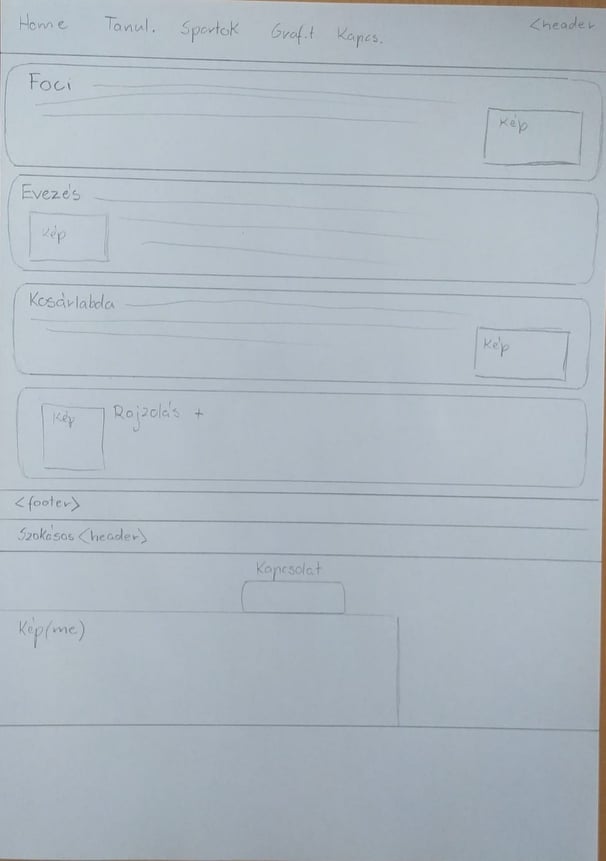 Home Tanul. Sportok Graf.t Kapcs. <header
Foci
Kép
Evezés
Kép
Kosárlabda
Kép
Kép Rajzolás +
<footer>
Szokásos <header>
Kapcsolat
Kép(me)